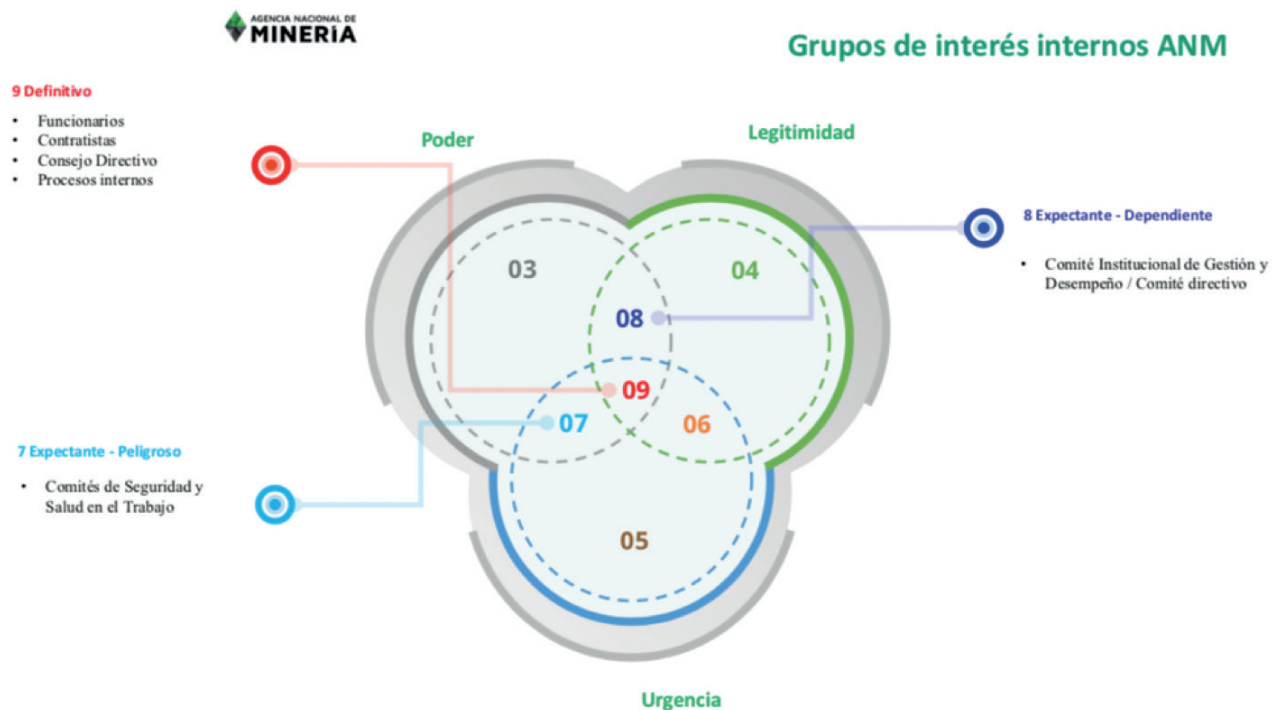 AGENCIA NACIONAL DE
MINERÍA
Grupos de interés internos ANM
9 Definitivo
• Funcionarios
• Contratistas
• Consejo Directivo
• Procesos internos
Poder
Legitimidad
8 Expectante - Dependiente
• Comité Institucional de Gestión y
Desempeño / Comité directivo
03
04
08
09
07
06
7 Expectante - Peligroso
• Comités de Seguridad y
Salud en el Trabajo
05
Urgencia